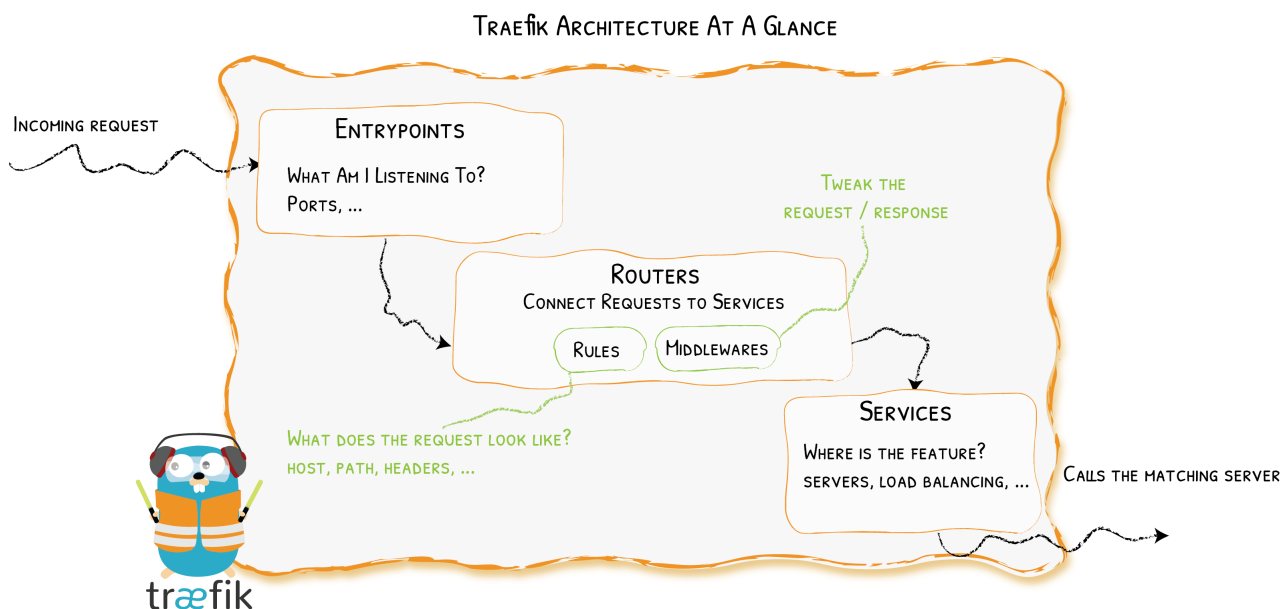 Traefik Architecture At A Glance
Incoming request
Entrypoints
What Am I Listening To?
Ports, ...
Tweak the
request / response
Routers
Connect Requests to Services
Rules
Middlewares
What does the request look like?
host, path, headers, ...
Services
Where is the feature?
servers, load balancing, ...
Calls the matching server
træfik